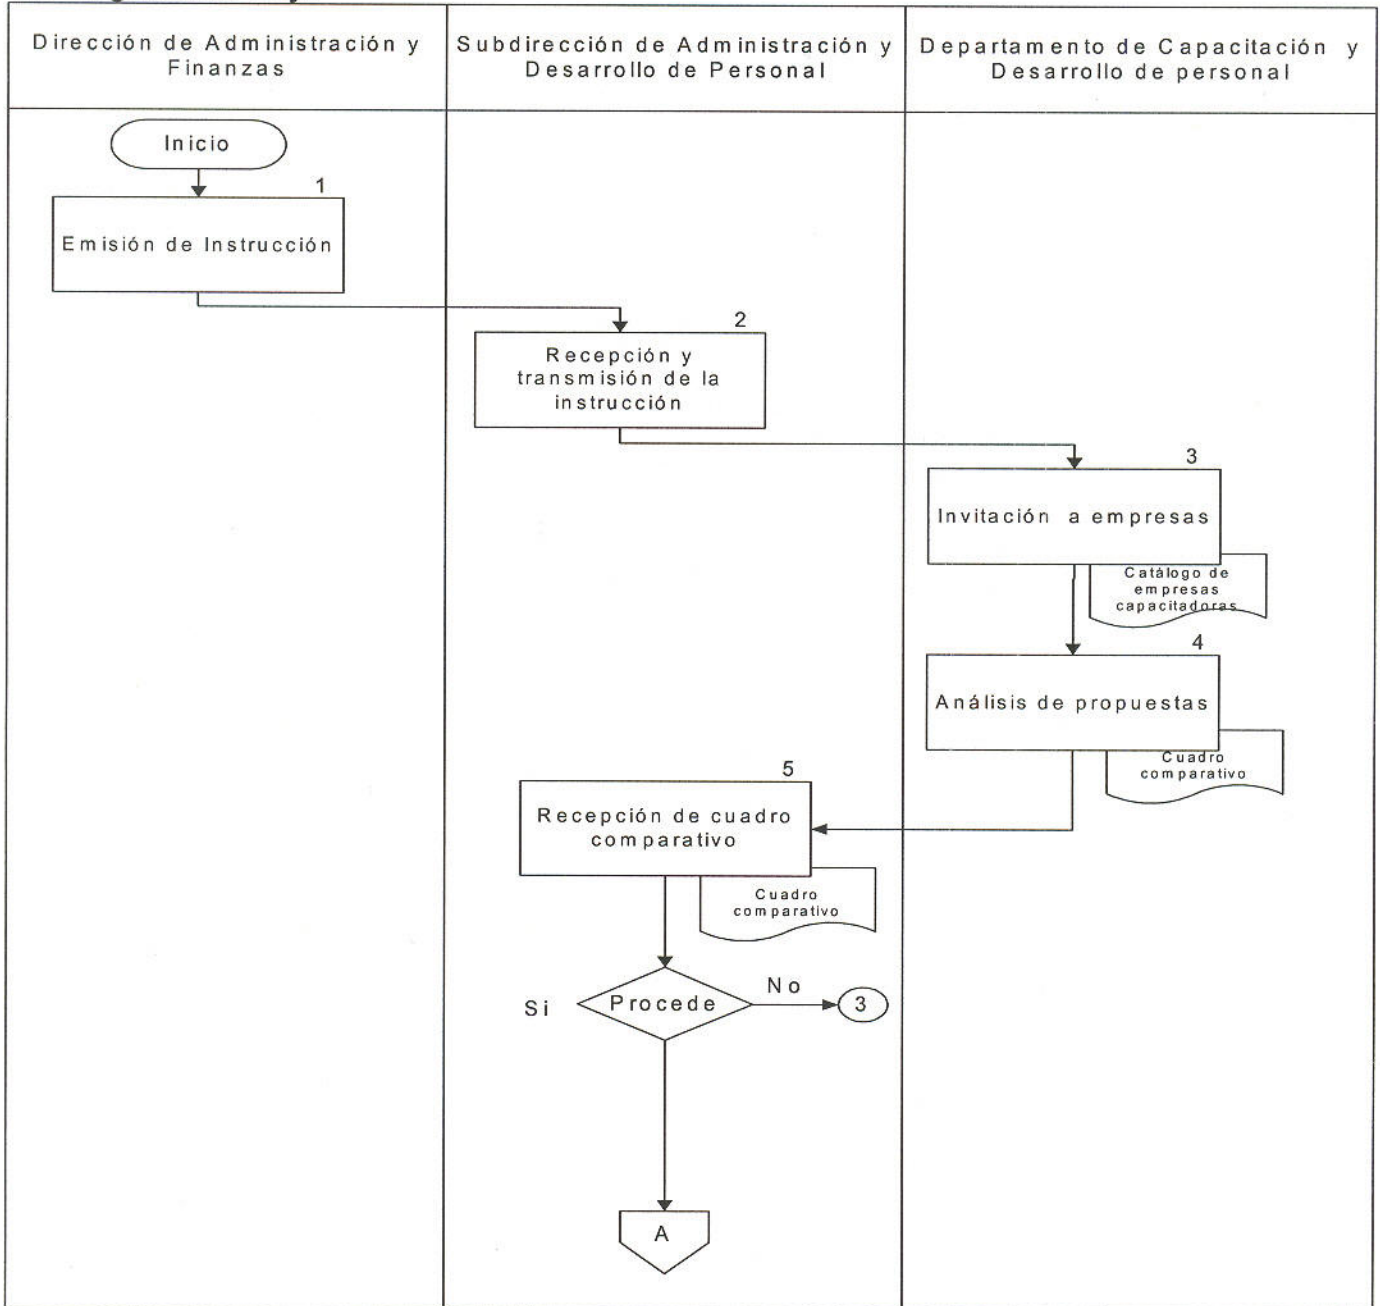 Dirección de Administración y
Finanzas
Subdirección de Administración y
Desarrollo de Personal
Departamento de Capacitación y
Desarrollo de personal
Inicio
1
Emisión de Instrucción
2
Recepción y
transmisión de la
instrucción
3
Invitación a empresas
Catálogo de
empresas
capacitadoras
4
Análisis de propuestas
Cuadro
comparativo
5
Recepción de cuadro
comparativo
Cuadro
comparativo
Si
Procede
No
3
A